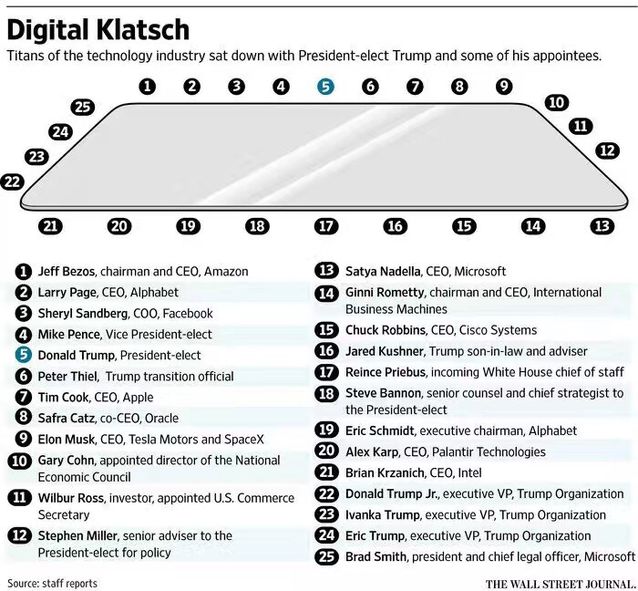 Digital Klatsch
Titans of the technology industry sat down with President-elect Trump and some of his appointees.
1 2 3 4 5 6 7 8 9
25 10
24 11
23 12
22
21 20 19 18 17 16 15 14 13
1 Jeff Bezos, chairman and CEO, Amazon
2 Larry Page, CEO, Alphabet
3 Sheryl Sandberg, COO, Facebook
4 Mike Pence, Vice President-elect
5 Donald Trump, President-elect
6 Peter Thiel, Trump transition official
7 Tim Cook, CEO, Apple
8 Safra Catz, co-CEO, Oracle
9 Elon Musk, CEO, Tesla Motors and SpaceX
10 Gary Cohn, appointed director of the National
Economic Council
11 Wilbur Ross, investor, appointed U.S. Commerce
Secretary
12 Stephen Miller, senior adviser to the
President-elect for policy
13 Satya Nadella, CEO, Microsoft
14 Ginni Rometty, chairman and CEO, International
Business Machines
15 Chuck Robbins, CEO, Cisco Systems
16 Jared Kushner, Trump son-in-law and adviser
17 Reince Priebus, incoming White House chief of staff
18 Steve Bannon, senior counsel and chief strategist to
the President-elect
19 Eric Schmidt, executive chairman, Alphabet
20 Alex Karp, CEO, Palantir Technologies
21 Brian Krzanich, CEO, Intel
22 Donald Trump Jr., executive VP, Trump Organization
23 Ivanka Trump, executive VP, Trump Organization
24 Eric Trump, executive VP, Trump Organization
25 Brad Smith, president and chief legal officer, Microsoft
Source: staff reports
THE WALL STREET JOURNAL.